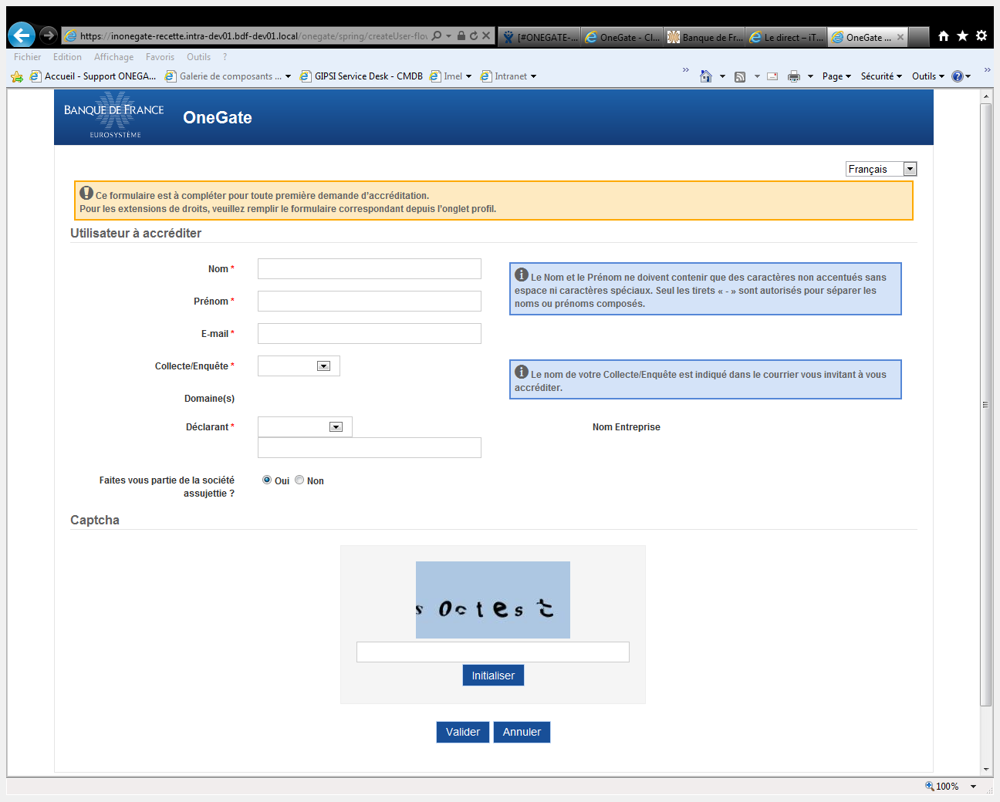 https://inonegate-recette.intra-dev01.bdf-dev01.local/onegate/spring/createUser-flow
[#ONEGATE-...
OneGate - Cl...
Banque de Fr...
Le direct – iT...
OneGate ...
Fichier Edition Affichage Favoris Outils ?
Accueil - Support ONEGA... Galerie de composants ... GIPSI Service Desk - CMDB Imel Intranet
Page Sécurité Outils
BANQUE DE FRANCE
EUROSYSTÈME
OneGate
Français
Ce formulaire est à compléter pour toute première demande d'accréditation.
Pour les extensions de droits, veuillez remplir le formulaire correspondant depuis l'onglet profil.
Utilisateur à accréditer
Nom *
Le Nom et le Prénom ne doivent contenir que des caractères non accentués sans
espace ni caractères spéciaux. Seul les tirets « - » sont autorisés pour séparer les
noms ou prénoms composés.
Prénom *
E-mail *
Collecte/Enquête *
Le nom de votre Collecte/Enquête est indiqué dans le courrier vous invitant à vous
accréditer.
Domaine(s)
Déclarant *
Nom Entreprise
Faites vous partie de la société
assujettie ?
Oui Non
Captcha
s o c t e s t
Initialiser
Valider Annuler
100%